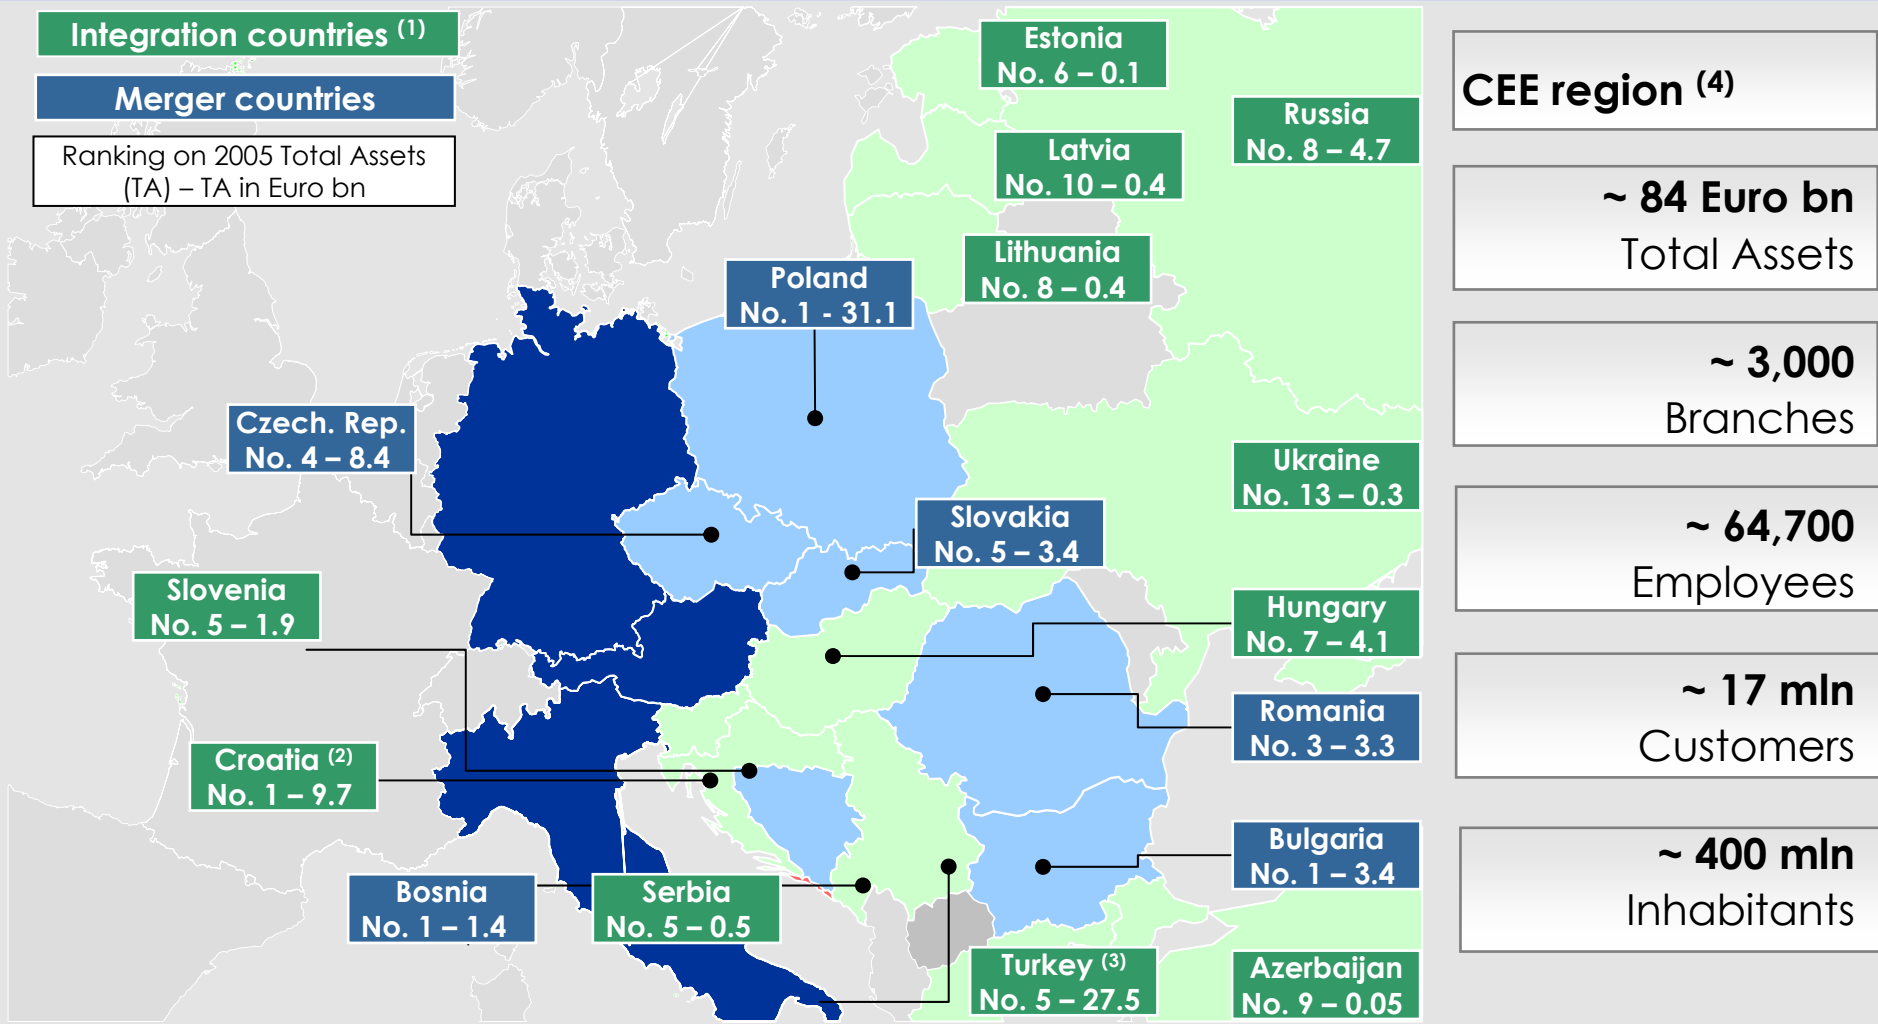 Integration countries (1)
Merger countries
Ranking on 2005 Total Assets
(TA) – TA in Euro bn
Estonia
No. 6 – 0.1
Russia
No. 8 – 4.7
Latvia
No. 10 – 0.4
Lithuania
No. 8 – 0.4
Poland
No. 1 - 31.1
Czech. Rep.
No. 4 – 8.4
Ukraine
No. 13 – 0.3
Slovakia
No. 5 – 3.4
Slovenia
No. 5 – 1.9
Hungary
No. 7 – 4.1
Romania
No. 3 – 3.3
Croatia (2)
No. 1 – 9.7
Bulgaria
No. 1 – 3.4
Bosnia
No. 1 – 1.4
Serbia
No. 5 – 0.5
Turkey (3)
No. 5 – 27.5
Azerbaijan
No. 9 – 0.05
CEE region (4)
~ 84 Euro bn
Total Assets
~ 3,000
Branches
~ 64,700
Employees
~ 17 mln
Customers
~ 400 mln
Inhabitants